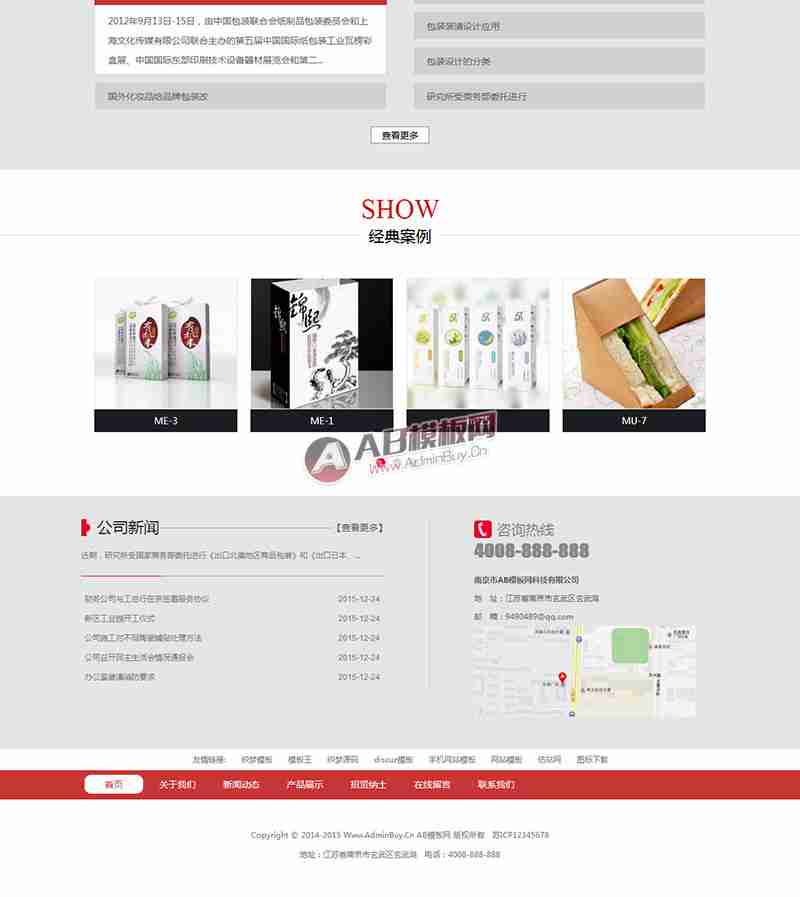 2012年9月13日-15日，由中国包装联合会纸制品包装委员会和上
海文化传媒有限公司联合主办的第五届中国国际纸包装工业瓦楞彩
盒展、中国国际东部印刷技术设备器材展览会和第二...
国外化妆品给品牌包装改
包装装潢设计应用
包装设计的分类
研究所受商务部委托进行
查看更多
SHOW
经典案例
锦熙
ME-3
ME-1
MU-7
AB模板网
Www.AdminBuy.Cn
公司新闻
【查看更多】
近期，研究所受国家商务部委托进行《出口北美地区商品包装》和《出口日本、...
财务公司与工总行在京签署服务协议 2015-12-24
新区工业园开工仪式 2015-12-24
公司施工对不同陶瓷铺贴处理方法 2015-12-24
公司召开民主生活会情况通报会 2015-12-24
办公室装潢消防要求 2015-12-24
咨询热线
4008-888-888
南京市AB模板网科技有限公司
地　址：江苏省南京市玄武区玄武湖
邮　箱：9490489@qq.com
友情链接: 织梦模板 模板王 织梦源码 discuz模板 手机网站模板 网站模板 仿站网 图标下载
首页 关于我们 新闻动态 产品展示 招贤纳士 在线留言 联系我们
Copyright © 2014-2015 Www.AdminBuy.Cn AB模板网 版权所有 苏ICP12345678
地址：江苏省南京市玄武区玄武湖 电话：4008-888-888